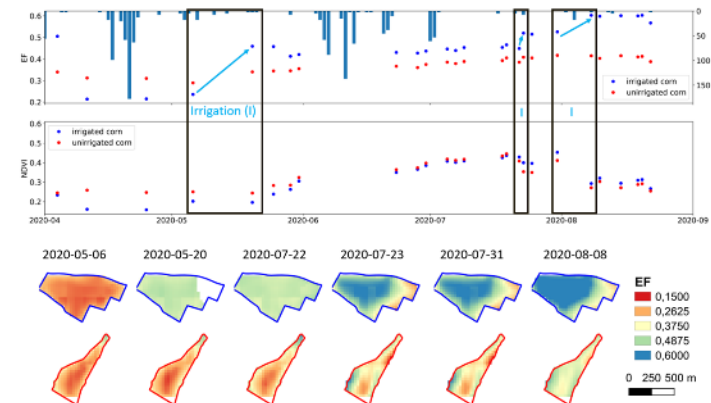 0.6
0.5
0.4
0.3
0.2
EF
0
50
100
150
irrigated corn
unirrigated corn
Irrigation (I)
I
I
0.6
0.5
0.4
0.3
0.2
NDVI
irrigated corn
unirrigated corn
2020-04
2020-05
2020-06
2020-07
2020-08
2020-09
2020-05-06
2020-05-20
2020-07-22
2020-07-23
2020-07-31
2020-08-08
EF
0,1500
0,2625
0,3750
0,4875
0,6000
0 250 500 m